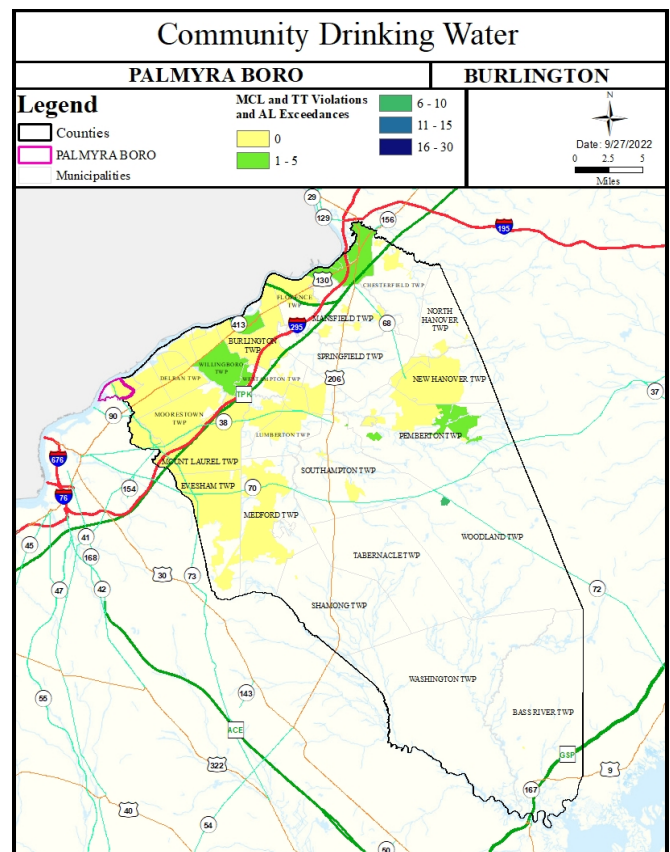 Community Drinking Water
PALMYRA BORO
BURLINGTON
Legend
Counties
PALMYRA BORO
Municipalities
MCL and TT Violations
and AL Exceedances
0
1 - 5
6 - 10
11 - 15
16 - 30
N
Date: 9/27/2022
0 2.5 5
Miles
29
129
156
195
130
CHESTERFIELD TWP
FLORENCE
TWP
MANSFIELD TWP
NORTH
HANOVER
TWP
413
295
68
BURLINGTON
TWP
SPRINGFIELD TWP
WILLINGBORO
TWP
DELRAN TWP
WESTAMPTON TWP
206
NEW HANOVER TWP
37
TPK
90
MOORESTOWN
TWP
38
LUMBERTON TWP
PEMBERTON TWP
676
MOUNT LAUREL TWP
SOUTHAMPTON TWP
76
154
EVESHAM TWP
70
MEDFORD TWP
41
45
168
WOODLAND TWP
TABERNACLE TWP
30
73
47
42
72
SHAMONG TWP
WASHINGTON TWP
143
55
BASS RIVER TWP
ACE
GSP
322
9
167
40
54
50